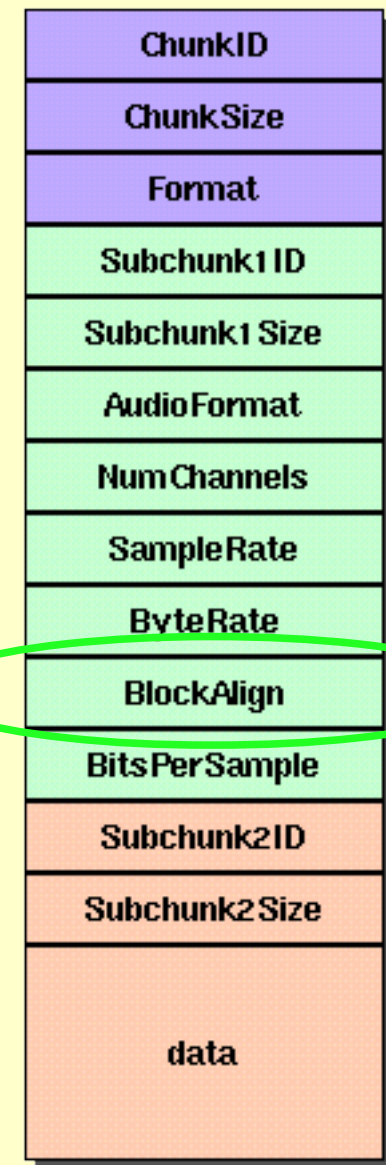 ChunkID
ChunkSize
Format
Subchunk1ID
Subchunk1Size
AudioFormat
NumChannels
SampleRate
ByteRate
BlockAlign
BitsPerSample
Subchunk2ID
Subchunk2Size
data